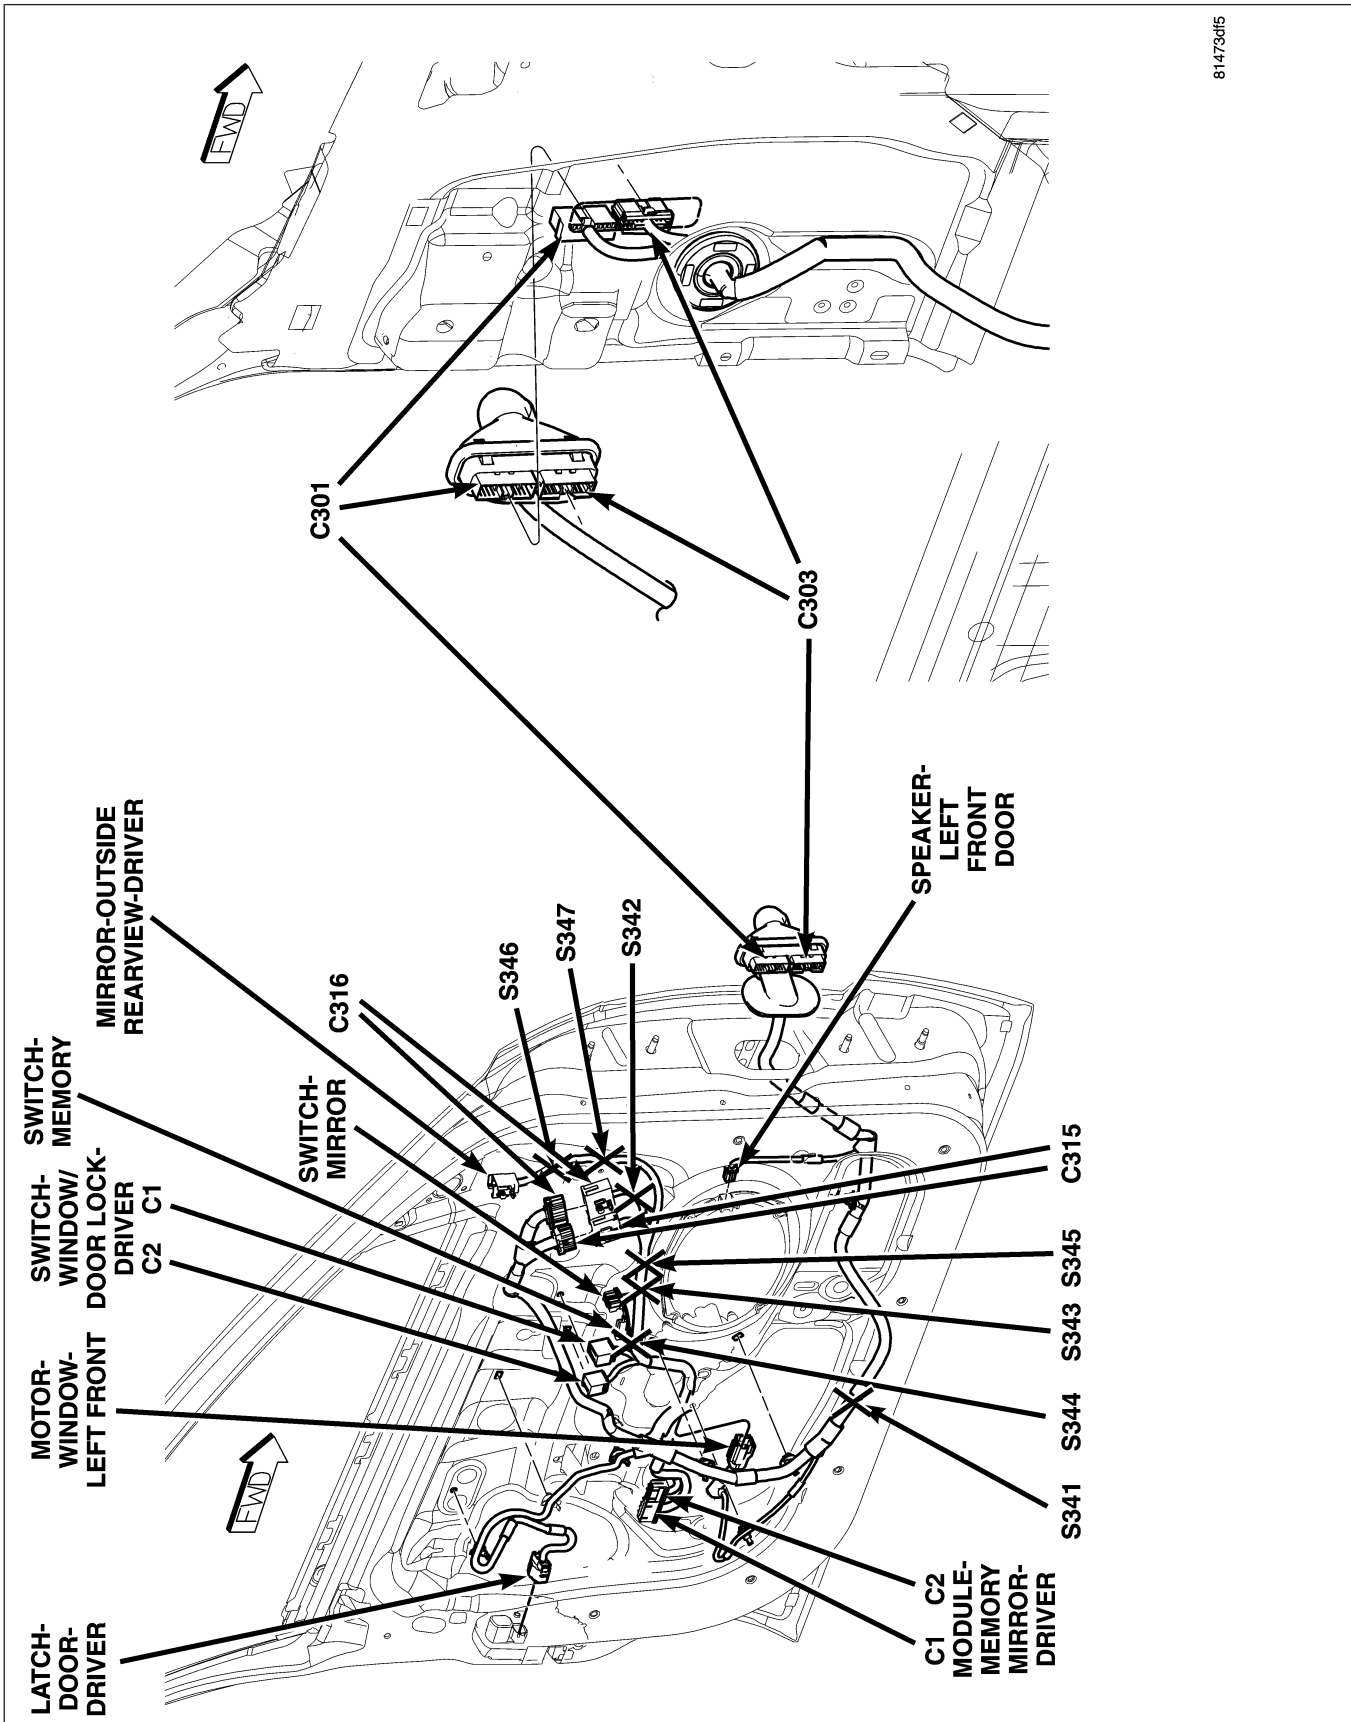 LATCH-
DOOR-
DRIVER
MOTOR-
WINDOW-
LEFT FRONT
SWITCH-
WINDOW/
DOOR LOCK-
DRIVER
C2 C1
SWITCH-
MEMORY
MIRROR-OUTSIDE
REARVIEW-DRIVER
SWITCH-
MIRROR
C316
S346
S347
S342
C301
C303
FWD
FWD
SPEAKER-
LEFT
FRONT
DOOR
C1 C2
MODULE-
MEMORY
MIRROR-
DRIVER
S341
S344
S343
S345
C315
81473df5